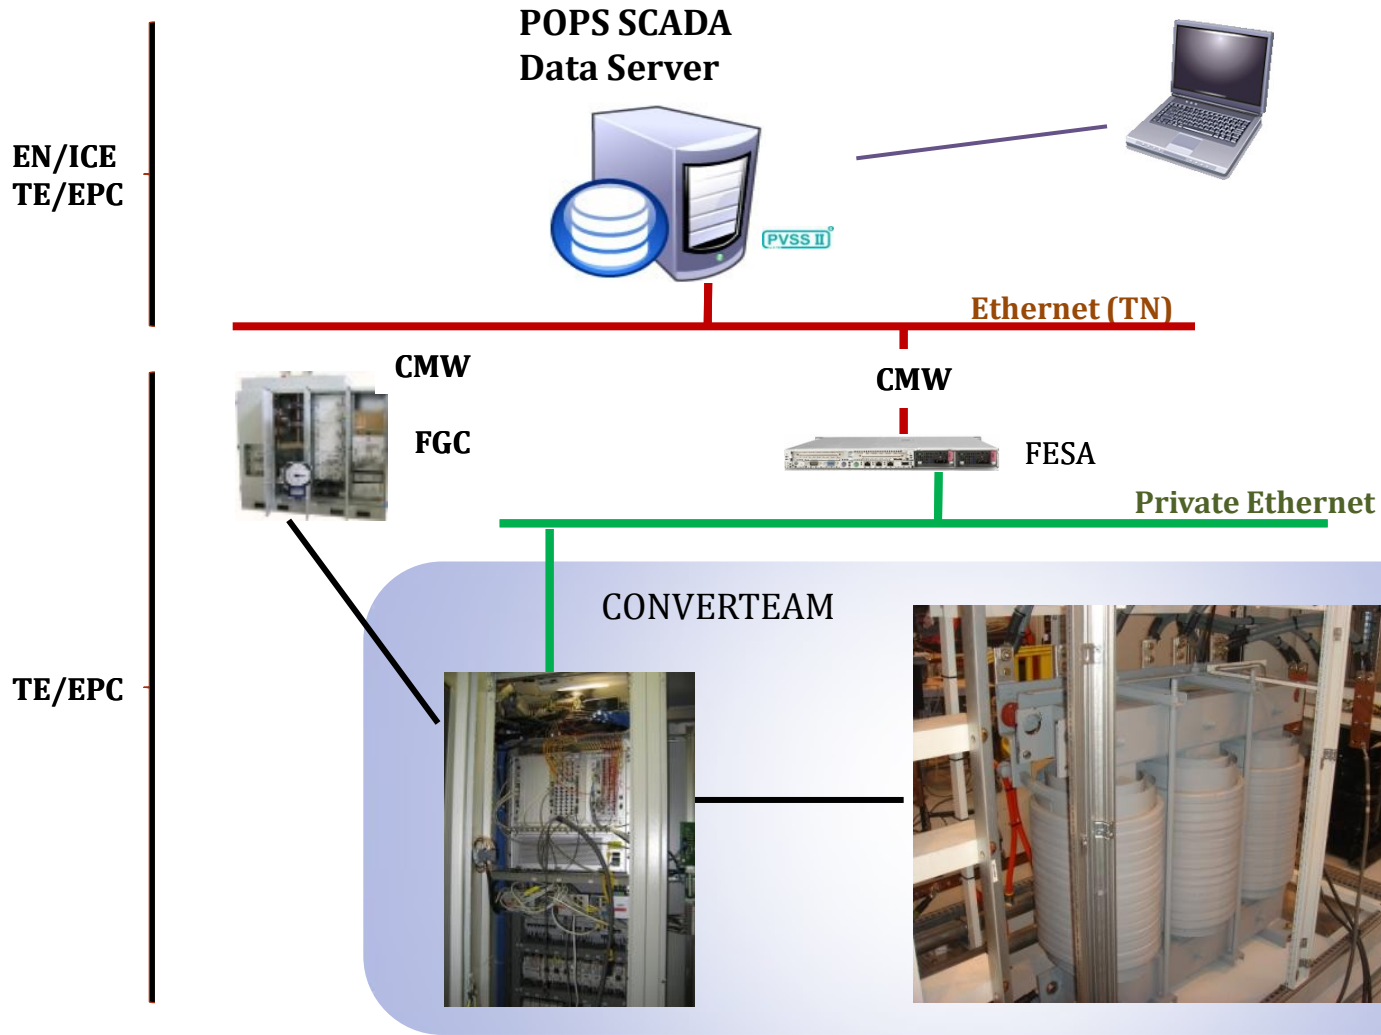 POPS SCADA
Data Server
EN/ICE
TE/EPC
PVSS II
Ethernet (TN)
CMW
CMW
FGC
FESA
Private Ethernet
CONVERTEAM
TE/EPC